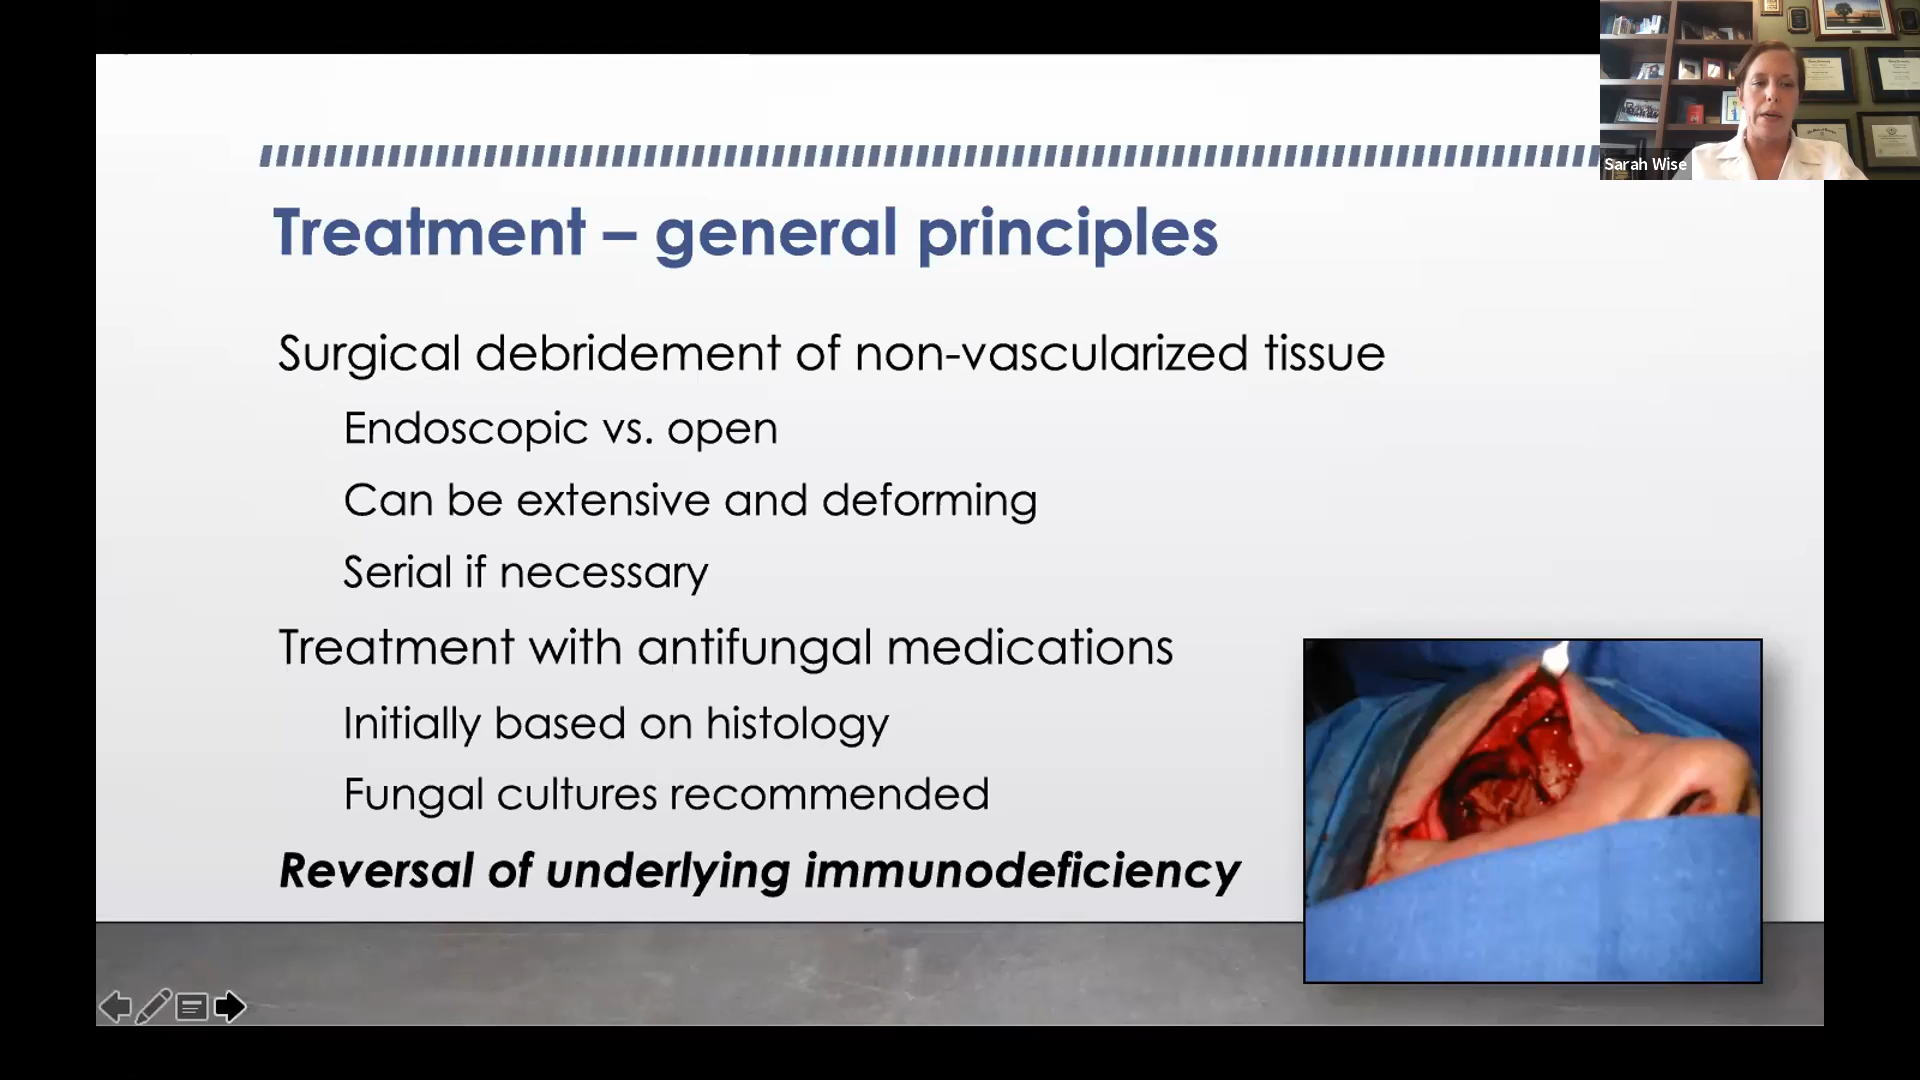 Sarah Wise
Treatment – general principles
Surgical debridement of non-vascularized tissue
Endoscopic vs. open
Can be extensive and deforming
Serial if necessary
Treatment with antifungal medications
Initially based on histology
Fungal cultures recommended
Reversal of underlying immunodeficiency